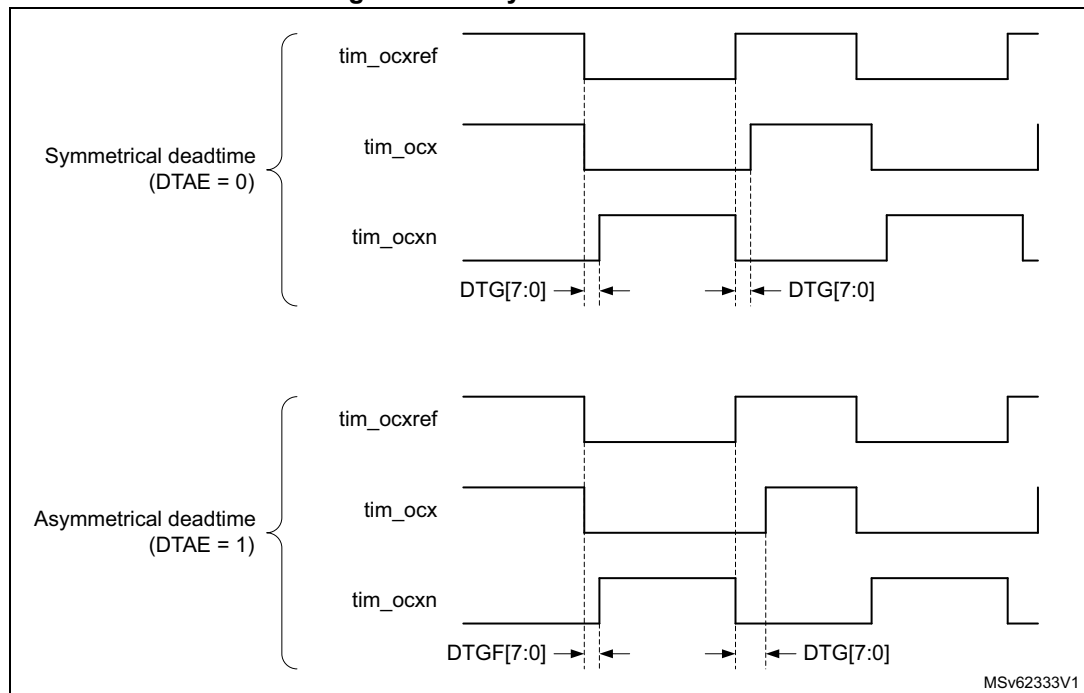 tim_ocxref
tim_ocx
Symmetrical deadtime
(DTAE = 0)
tim_ocxn
DTG[7:0]
DTG[7:0]
tim_ocxref
tim_ocx
Asymmetrical deadtime
(DTAE = 1)
tim_ocxn
DTGF[7:0]
DTG[7:0]
MSv62333V1